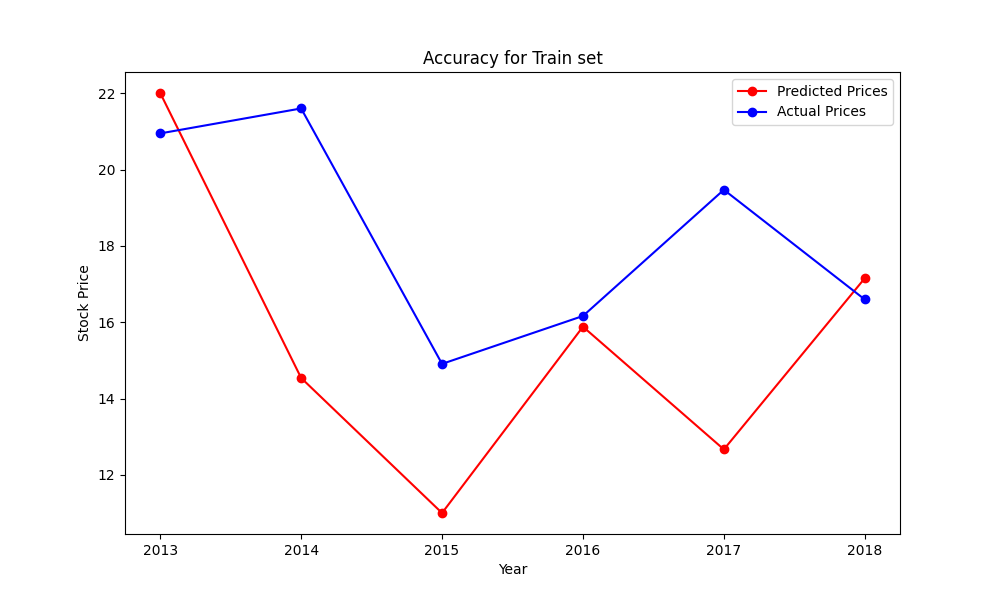 Accuracy for Train set
Predicted Prices
Actual Prices
22
20
18
16
14
12
Stock Price
2013 2014 2015 2016 2017 2018
Year